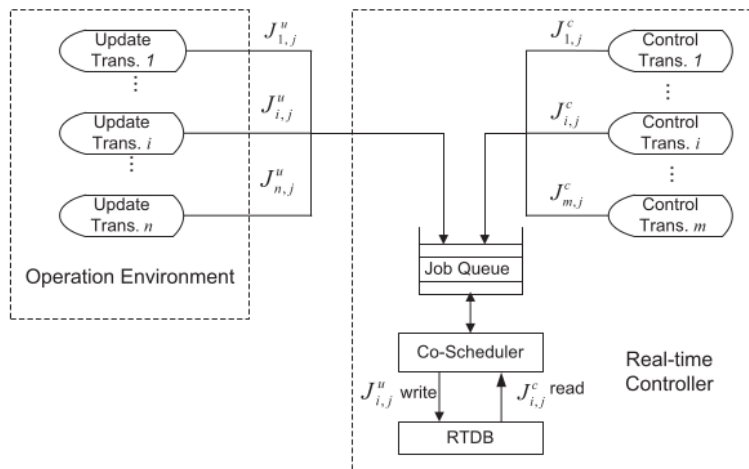 Update
Trans. 1
⋮
Update
Trans. i
⋮
Update
Trans. n
Operation Environment
J^u_{1,j}
J^u_{i,j}
J^u_{n,j}
J^c_{1,j}
J^c_{i,j}
J^c_{m,j}
Control
Trans. 1
⋮
Control
Trans. i
⋮
Control
Trans. m
Job Queue
Co-Scheduler
J^u_{i,j} write
J^c_{i,j} read
RTDB
Real-time
Controller